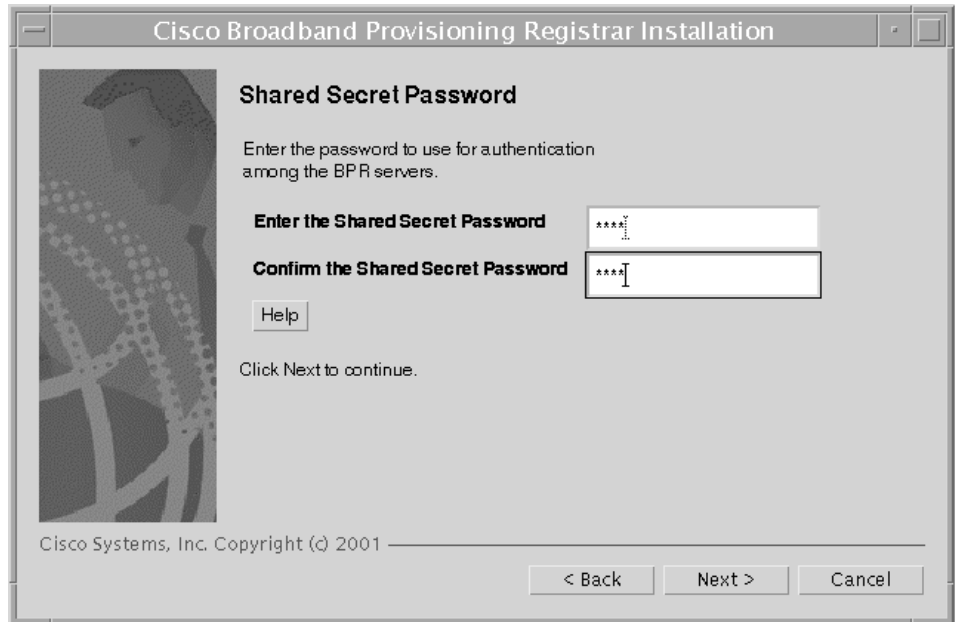 Cisco Broadband Provisioning Registrar Installation
Shared Secret Password
Enter the password to use for authentication
among the BPR servers.
Enter the Shared Secret Password
****
Confirm the Shared Secret Password
****
Help
Click Next to continue.
Cisco Systems, Inc. Copyright (c) 2001
< Back
Next >
Cancel